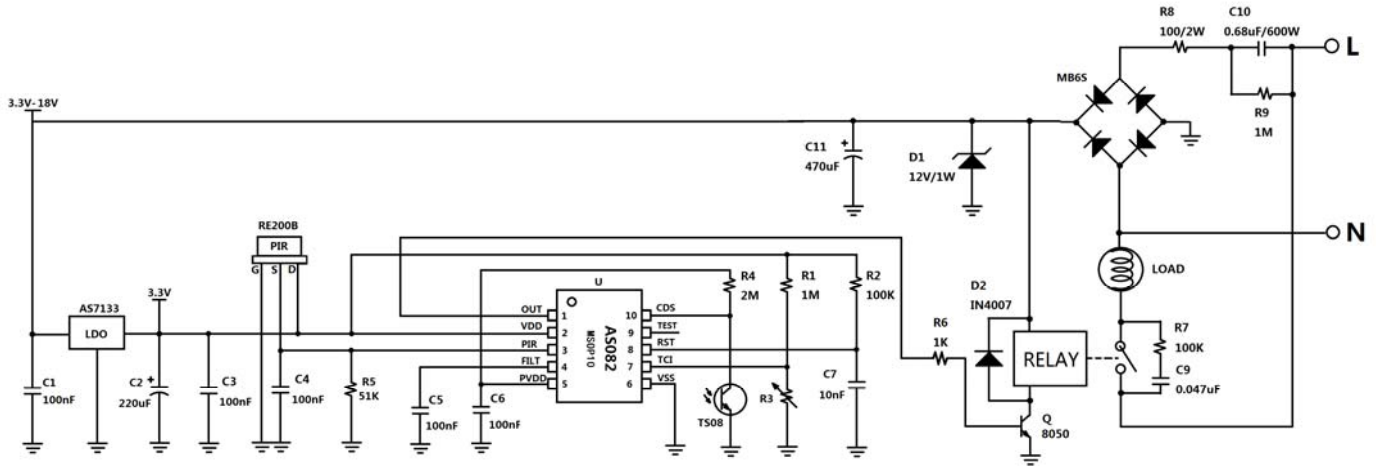 R8
100/2W
C10
0.68uF/600W
L
MB6S
R9
1M
3.3V-18V
C11
470uF
D1
12V/1W
RE200B
PIR
G S D
N
LOAD
AS7133
LDO
3.3V
U
R4
2M
R1
1M
R2
100K
D2
IN4007
OUT
1
VDD
2
PIR
3
FILT
4
PVDD
5
AS082
MSOP10
10
CDS
9
TEST
8
RST
7
TCI
6
VSS
R6
1K
RELAY
R7
100K
C9
0.047uF
C1
100nF
C2
220uF
C3
100nF
C4
100nF
R5
51K
C5
100nF
C6
100nF
TS08
R3
C7
10nF
Q
8050